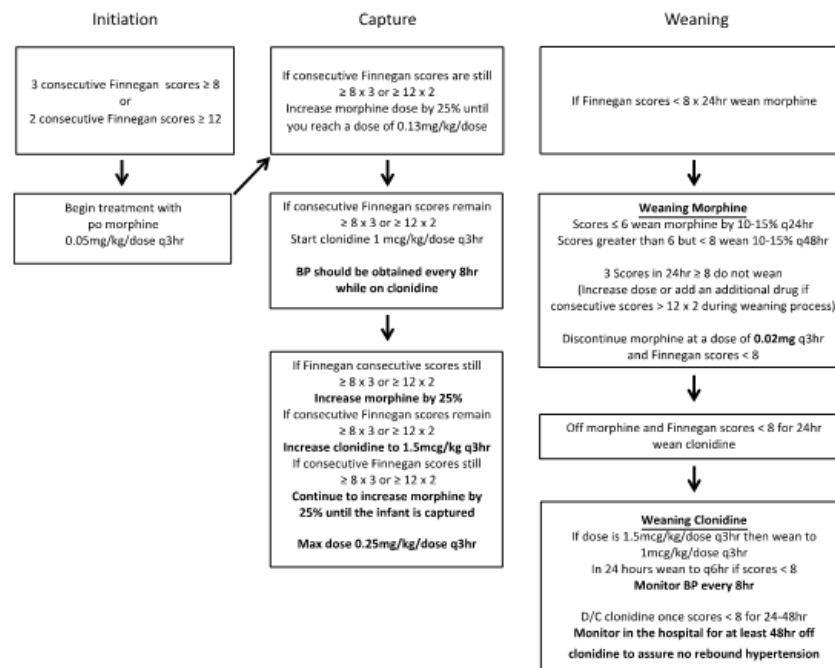 Initiation
3 consecutive Finnegan scores ≥ 8
or
2 consecutive Finnegan scores ≥ 12
Begin treatment with
po morphine
0.05mg/kg/dose q3hr
Capture
If consecutive Finnegan scores are still
≥ 8 x 3 or ≥ 12 x 2
Increase morphine dose by 25% until
you reach a dose of 0.13mg/kg/dose
If consecutive Finnegan scores remain
≥ 8 x 3 or ≥ 12 x 2
Start clonidine 1 mcg/kg/dose q3hr
BP should be obtained every 8hr
while on clonidine
If Finnegan consecutive scores still
≥ 8 x 3 or ≥ 12 x 2
Increase morphine by 25%
If consecutive Finnegan scores remain
≥ 8 x 3 or ≥ 12 x 2
Increase clonidine to 1.5mcg/kg q3hr
If consecutive Finnegan scores still
≥ 8 x 3 or ≥ 12 x 2
Continue to increase morphine by
25% until the infant is captured
Max dose 0.25mg/kg/dose q3hr
Weaning
If Finnegan scores < 8 x 24hr wean morphine
Weaning Morphine
Scores ≤ 6 wean morphine by 10-15% q24hr
Scores greater than 6 but < 8 wean 10-15% q48hr
3 Scores in 24hr ≥ 8 do not wean
(Increase dose or add an additional drug if
consecutive scores > 12 x 2 during weaning process)
Discontinue morphine at a dose of 0.02mg q3hr
and Finnegan scores < 8
Off morphine and Finnegan scores < 8 for 24hr
wean clonidine
Weaning Clonidine
If dose is 1.5mcg/kg/dose q3hr then wean to
1mcg/kg/dose q3hr
In 24 hours wean to q6hr if scores < 8
Monitor BP every 8hr
D/C clonidine once scores < 8 for 24-48hr
Monitor in the hospital for at least 48hr off
clonidine to assure no rebound hypertension